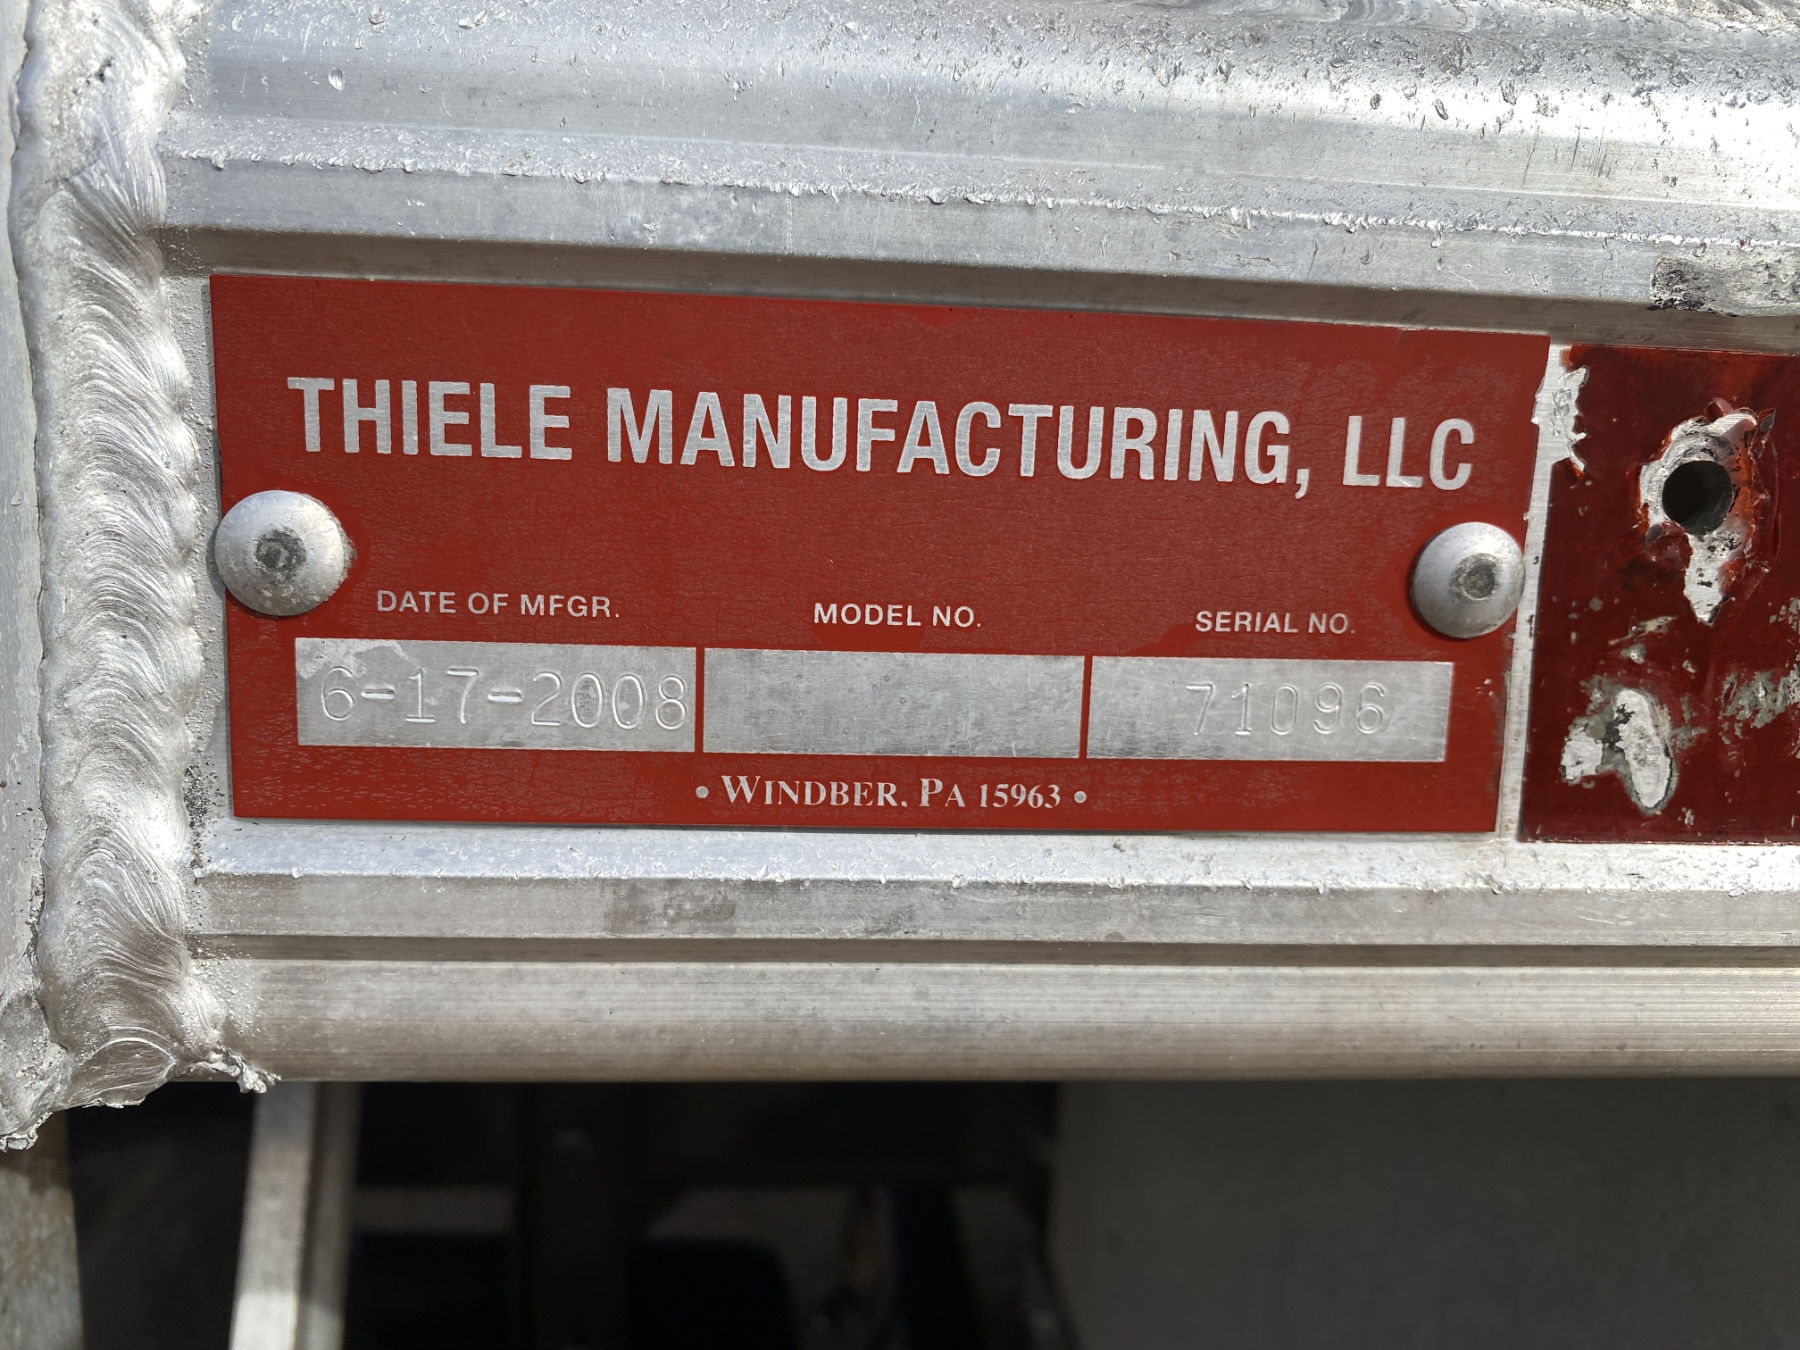 THIELE MANUFACTURING, LLC
DATE OF MFGR. MODEL NO. SERIAL NO.
6-17-2008 71096
• WINDBER, PA 15963 •